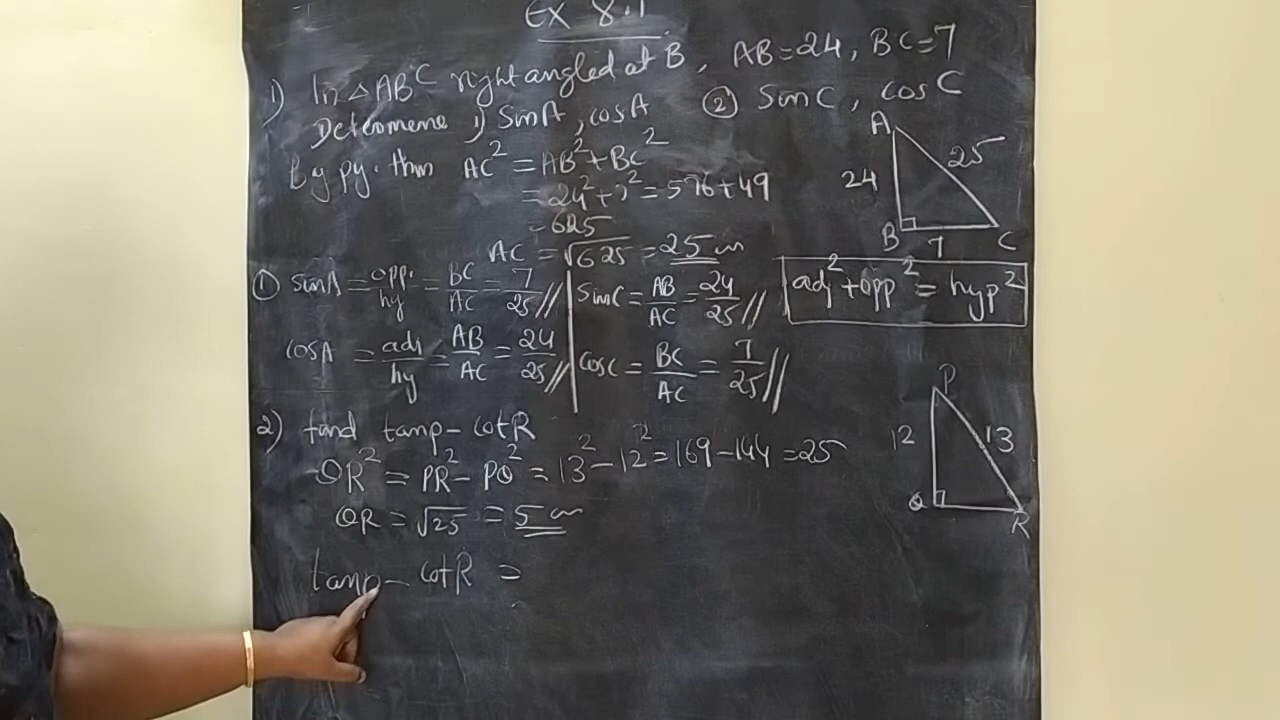 Ex 8.1
1) In △ABC right angled at B, AB=24, BC=7
Determene 1) SinA, cosA ② SinC, cosC
By py. thm AC² = AB²+BC²
= 24²+7² = 576+49
= 625
AC = √625 = 25 cm
① sinA = opp./hy = BC/AC = 7/25//
cosA = adj/hy = AB/AC = 24/25//
sinC = AB/AC = 24/25//
cosC = BC/AC = 7/25//
A
24
25
B
7
C
adj²+opp² = hyp²
2) find tanp - cotR
QR² = PR² - PQ² = 13² - 12² = 169 - 144 = 25
QR = √25 = 5 cm
tanp - cotR =
P
12
13
Q
R